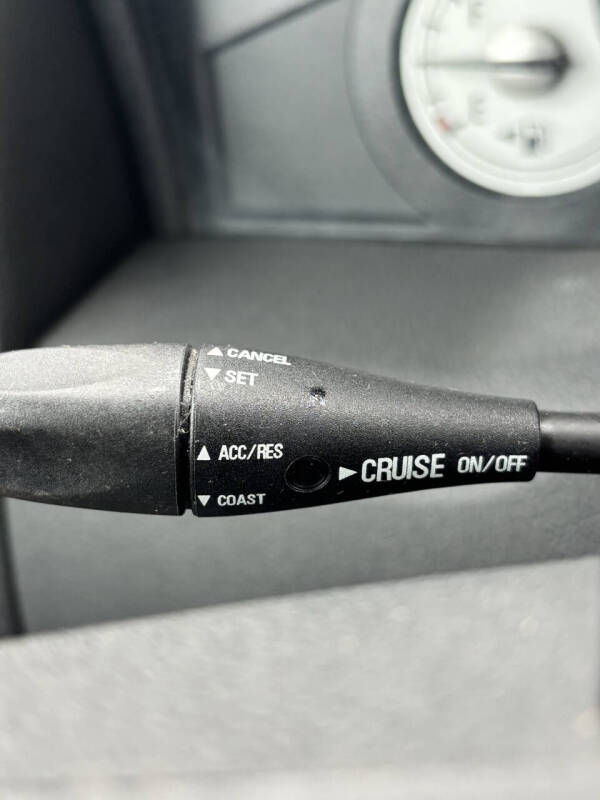 ▲ CANCEL
▼ SET
▲ ACC/RES
► CRUISE ON/OFF
▼ COAST
E